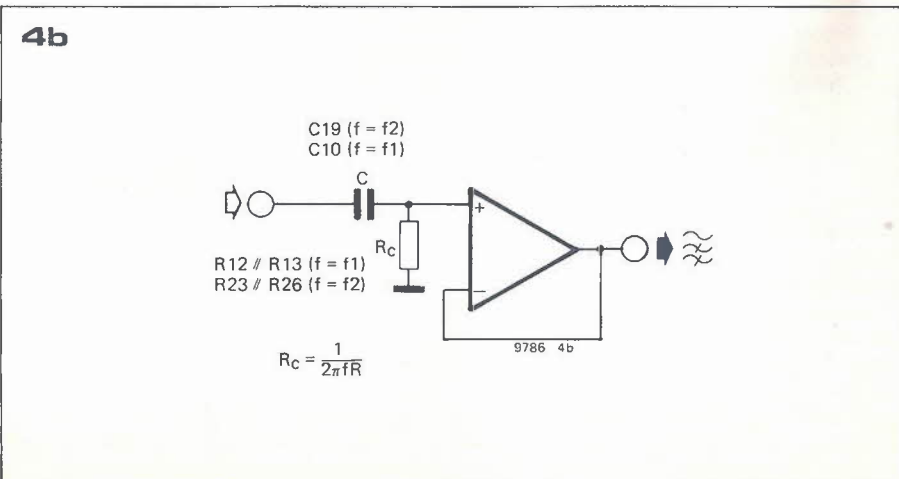 4b
C19 (f = f2)
C10 (f = f1)
C
+
RC
R12 // R13 (f = f1)
R23 // R26 (f = f2)
−
9786 4b
RC = 1/2πfR